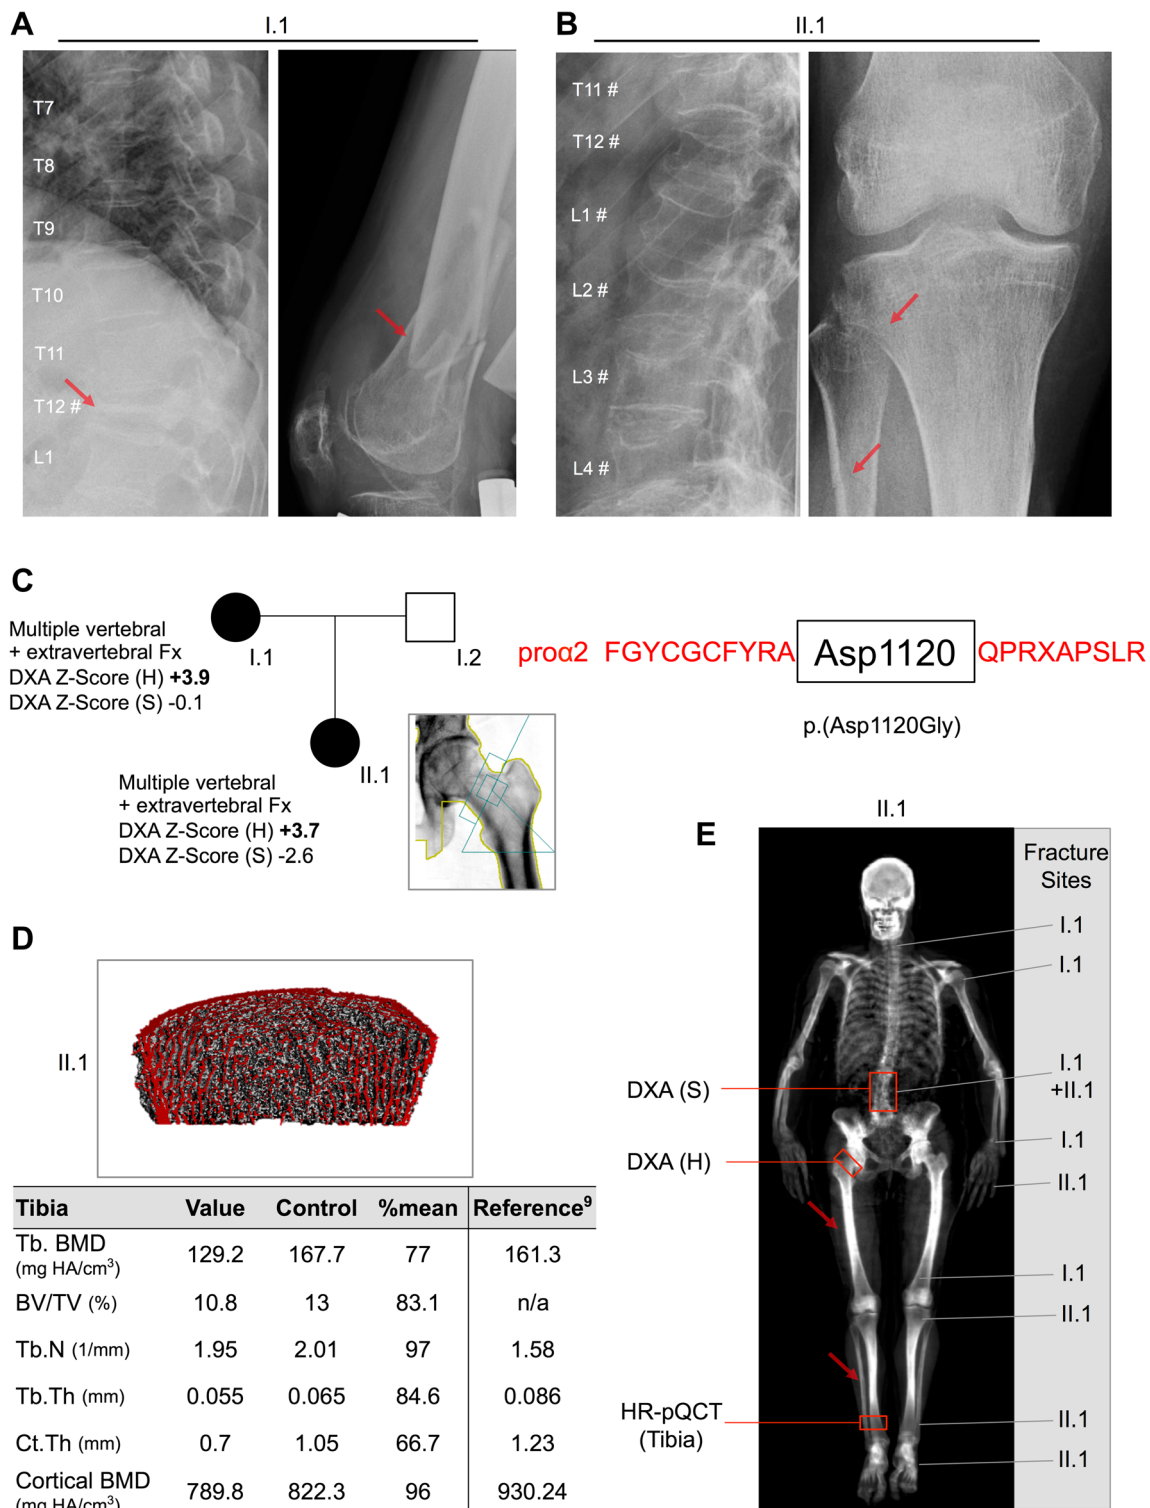 A
I.1
T7
T8
T9
T10
T11
T12 #
L1
B
II.1
T11 #
T12 #
L1 #
L2 #
L3 #
L4 #
C
Multiple vertebral
+ extravertebral Fx
DXA Z-Score (H) +3.9
DXA Z-Score (S) -0.1
I.1
I.2
Multiple vertebral
+ extravertebral Fx
DXA Z-Score (H) +3.7
DXA Z-Score (S) -2.6
II.1
proα2 FGYCGCFYRA Asp1120 QPRXAPSLR
p.(Asp1120Gly)
D
II.1
Tibia Value Control %mean Reference9
Tb. BMD 129.2 167.7 77 161.3
(mg HA/cm³)
BV/TV (%) 10.8 13 83.1 n/a
Tb.N (1/mm) 1.95 2.01 97 1.58
Tb.Th (mm) 0.055 0.065 84.6 0.086
Ct.Th (mm) 0.7 1.05 66.7 1.23
Cortical BMD 789.8 822.3 96 930.24
(mg HA/cm³)
E
II.1
Fracture
Sites
I.1
I.1
I.1
+II.1
DXA (S)
I.1
DXA (H)
II.1
I.1
II.1
HR-pQCT
(Tibia)
II.1
II.1